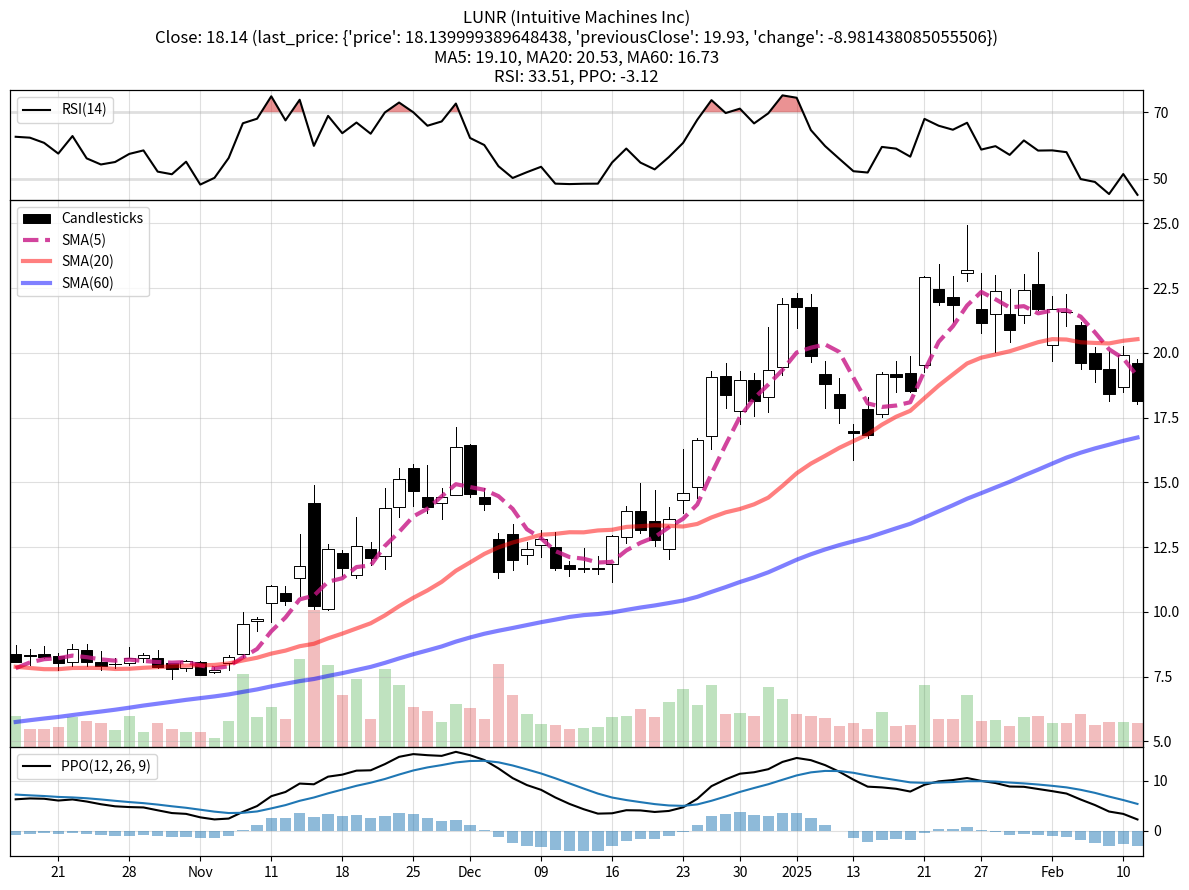 LUNR (Intuitive Machines Inc)
Close: 18.14 (last_price: {'price': 18.139999389648438, 'previousClose': 19.93, 'change': -8.981438085055506})
MA5: 19.10, MA20: 20.53, MA60: 16.73
RSI: 33.51, PPO: -3.12
RSI(14)
70
50
Candlesticks
SMA(5)
SMA(20)
SMA(60)
25.0
22.5
20.0
17.5
15.0
12.5
10.0
7.5
5.0
PPO(12, 26, 9)
10
0
21 28 Nov 11 18 25 Dec 09 16 23 30 2025 13 21 27 Feb 10